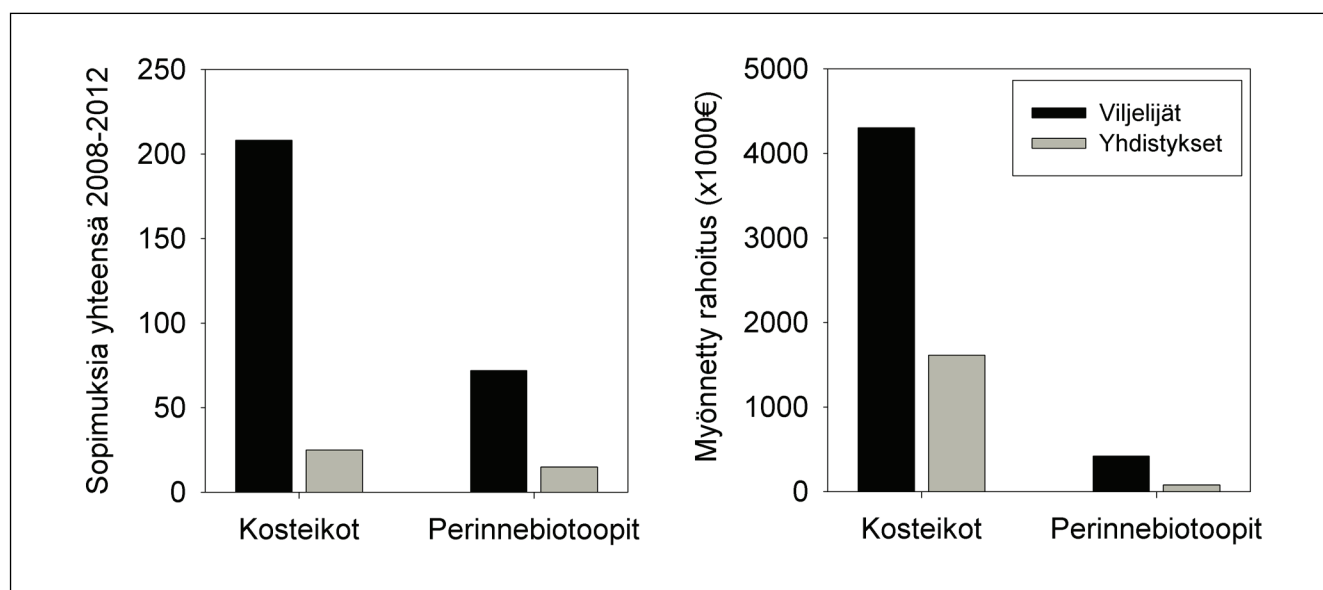 Sopimuksia yhteensä 2008-2012
250
200
150
100
50
0
Kosteikot
Perinnebiotoopit
Myönnetty rahoitus (x1000€)
5000
4000
3000
2000
1000
0
Kosteikot
Perinnebiotoopit
Viljelijät
Yhdistykset